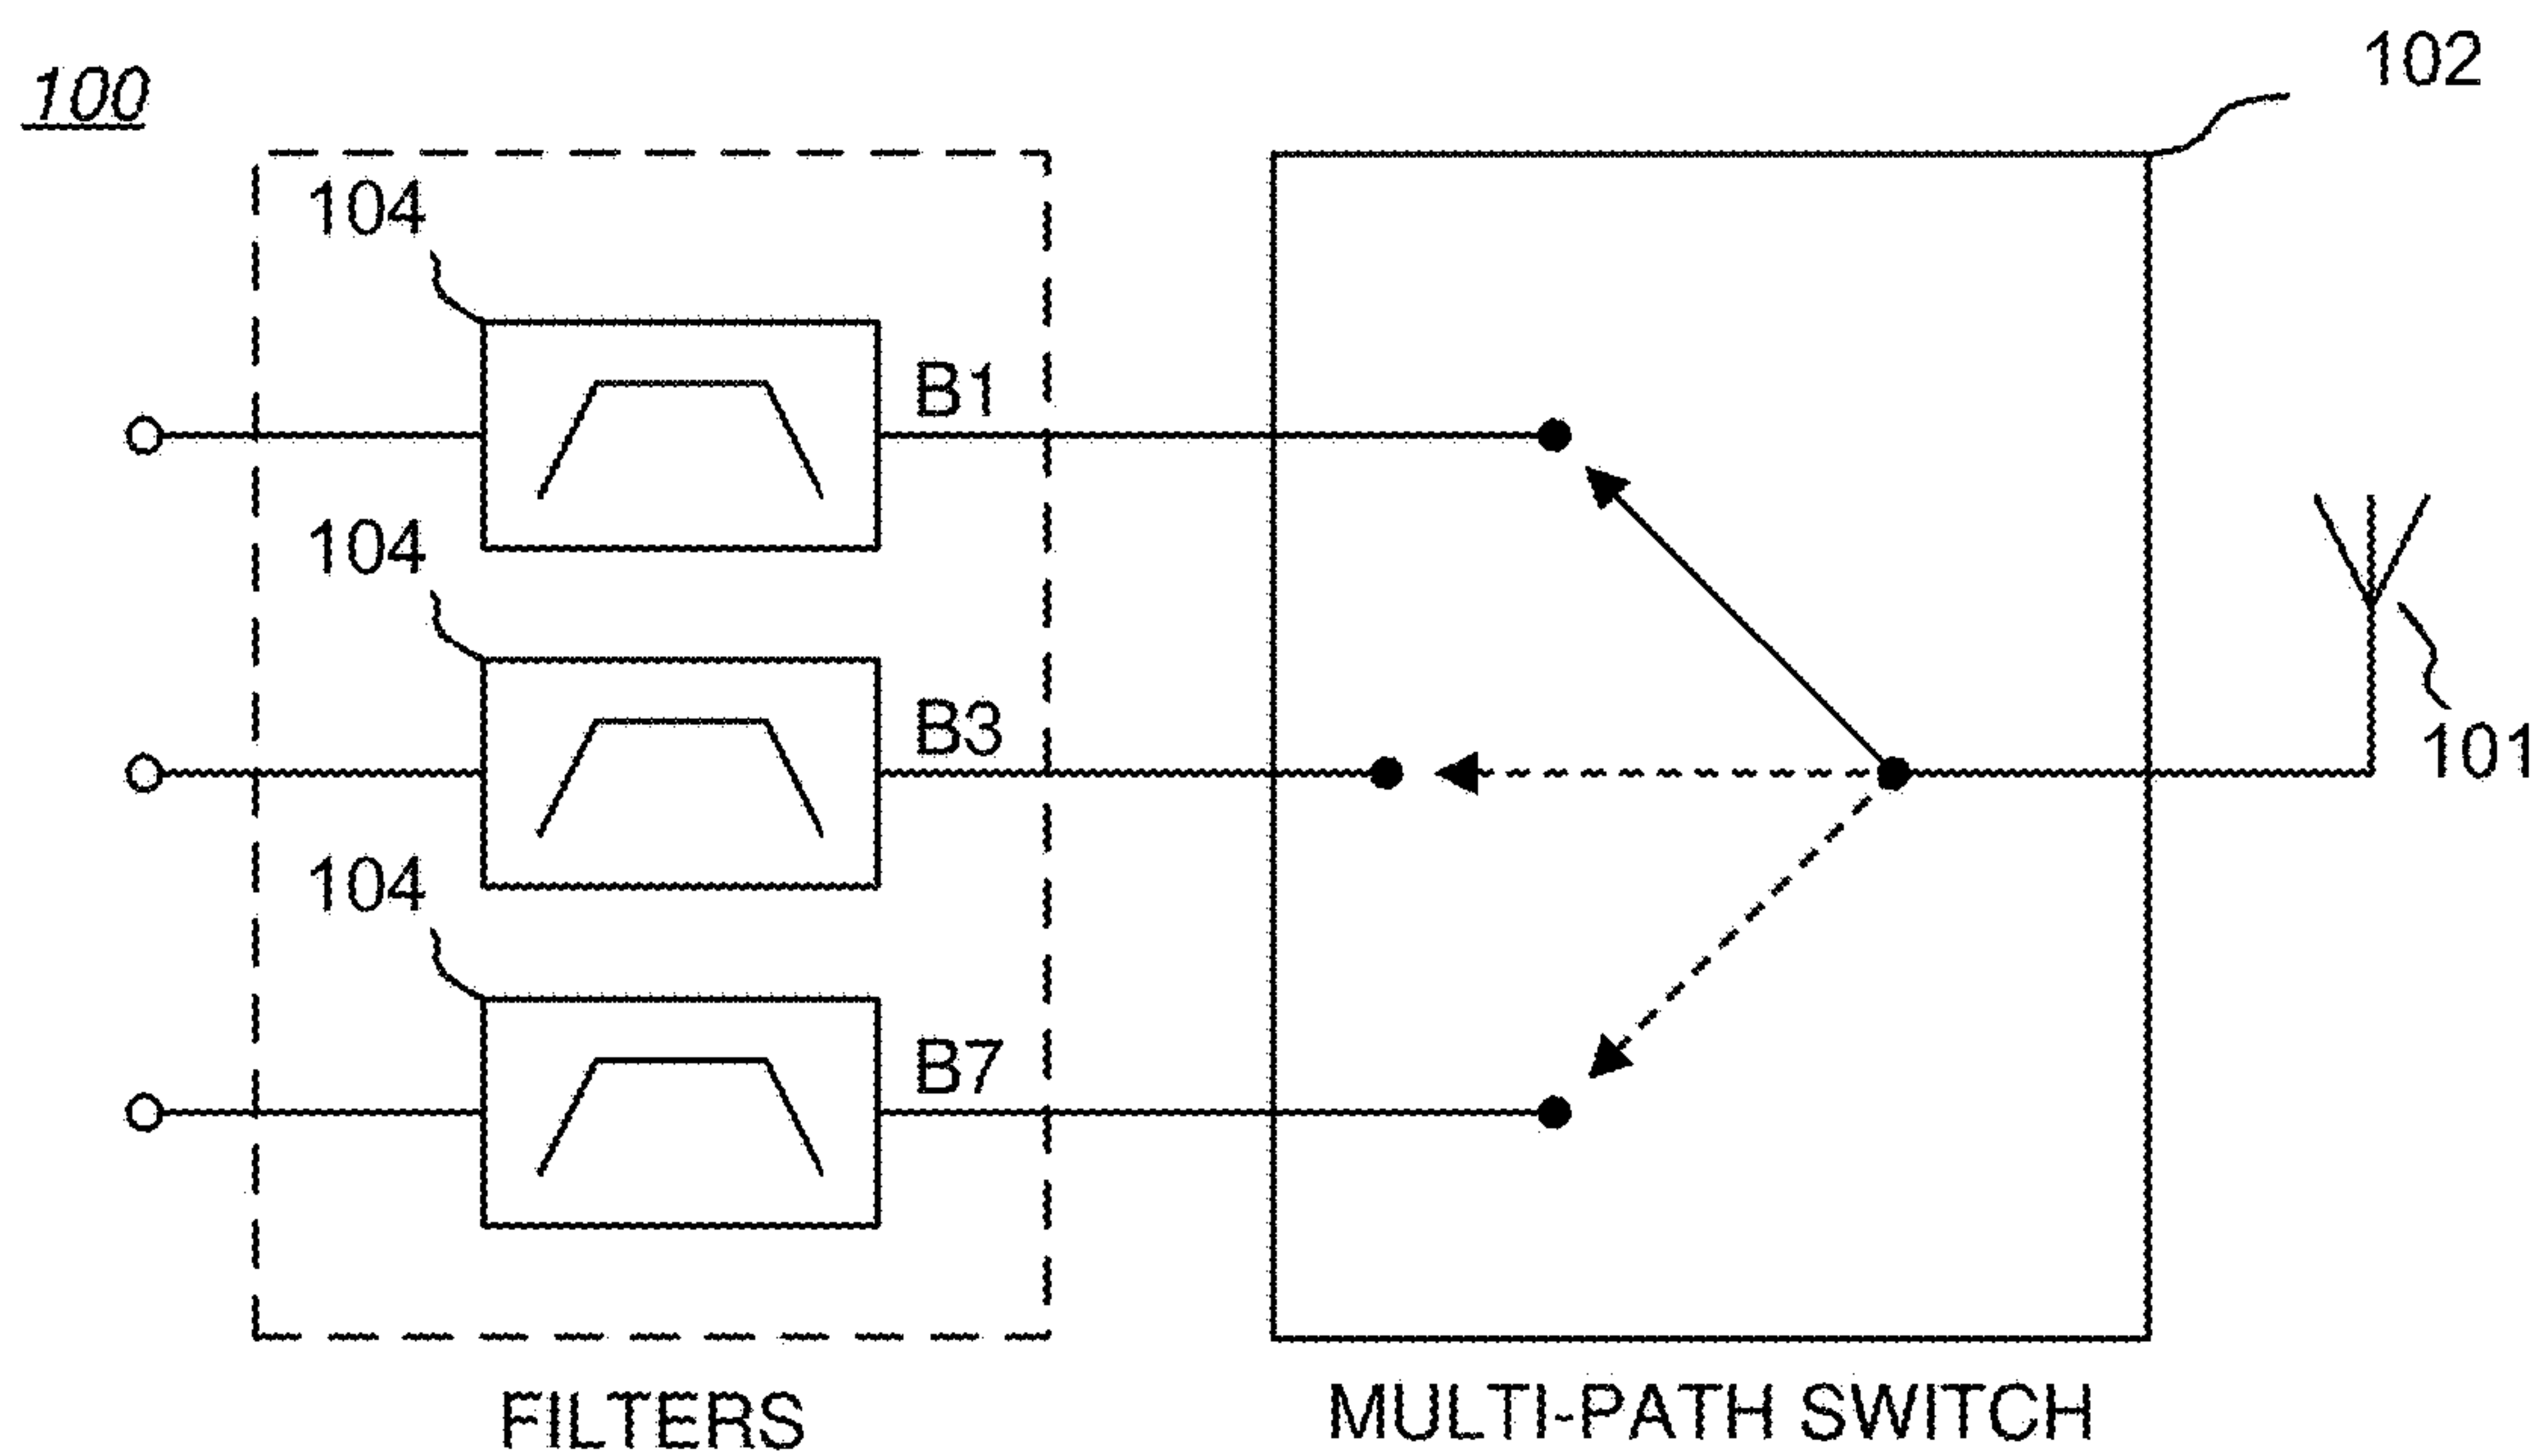 102
100
104
B1
104
B3
101
104
B7
FILTERS
MULTI-PATH SWITCH